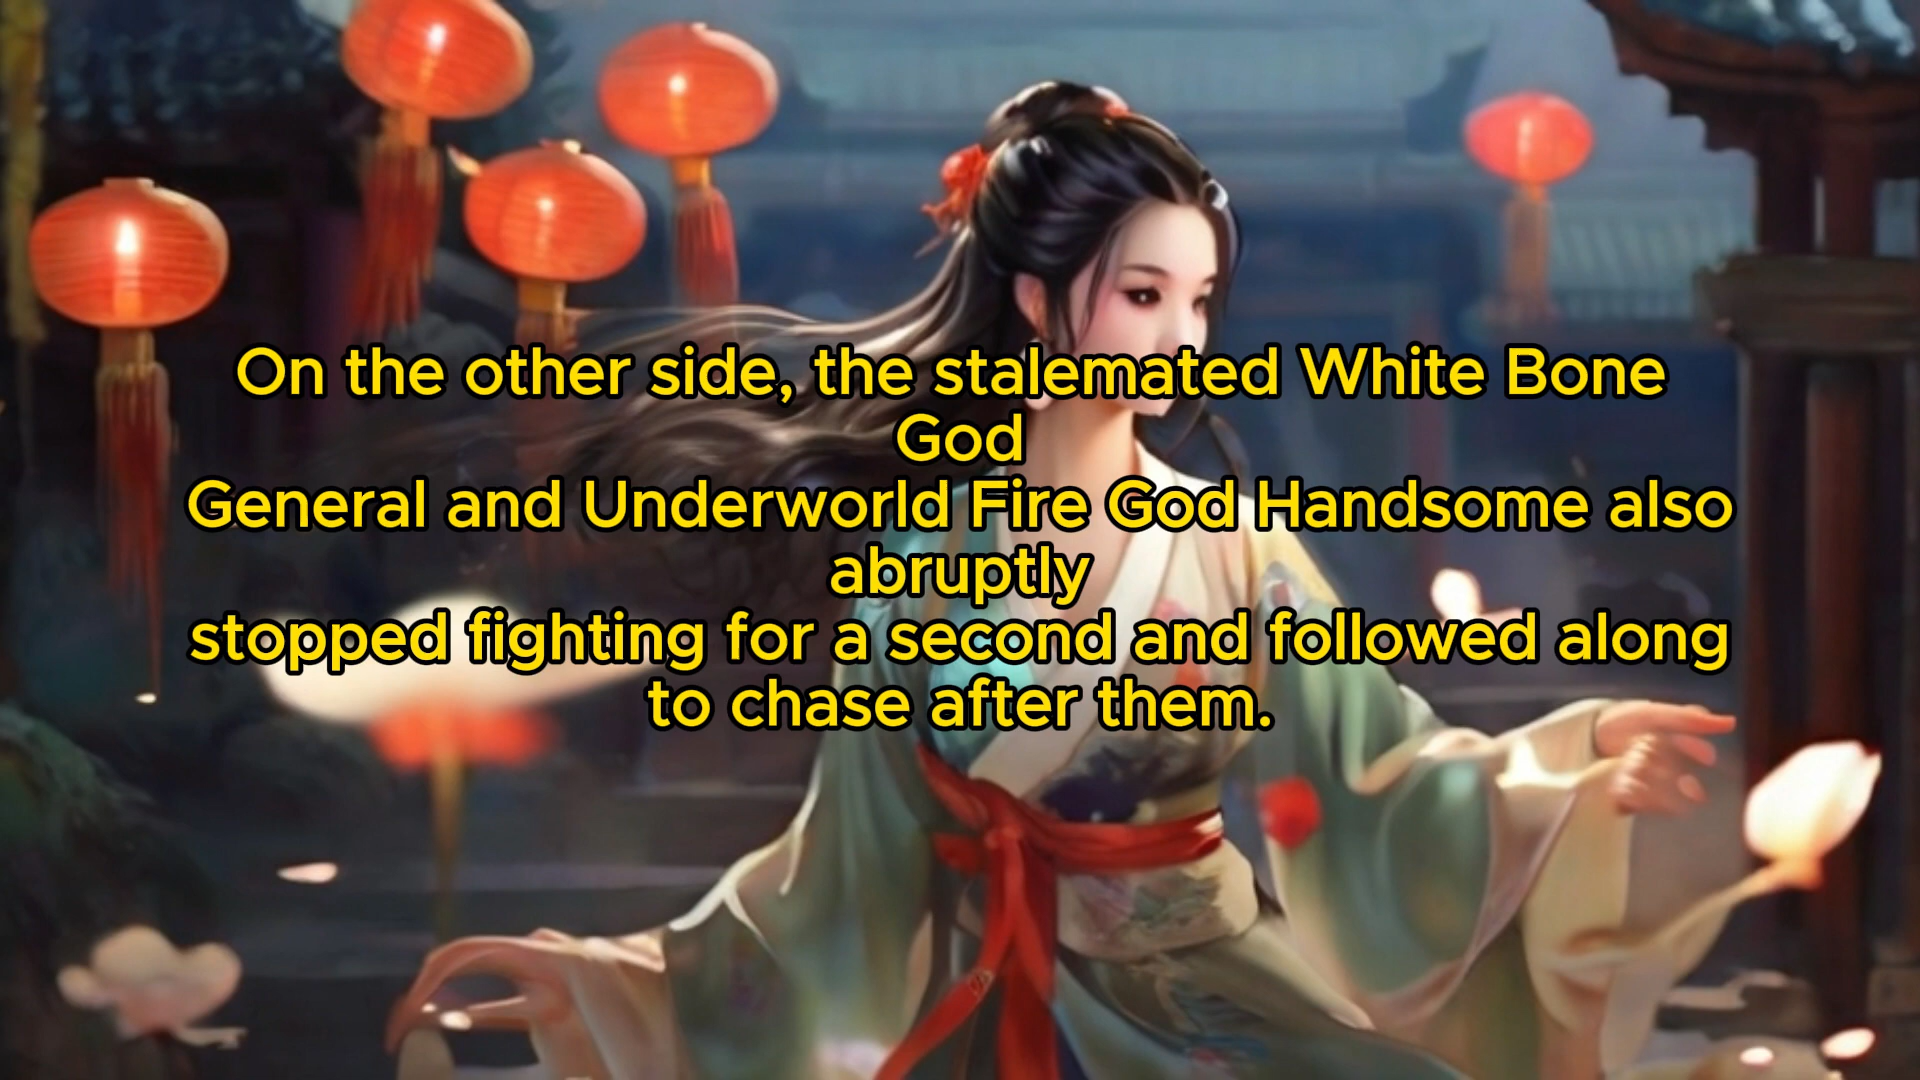 On the other side, the stalemated White Bone
God
General and Underworld Fire God Handsome also
abruptly
stopped fighting for a second and followed along
to chase after them.